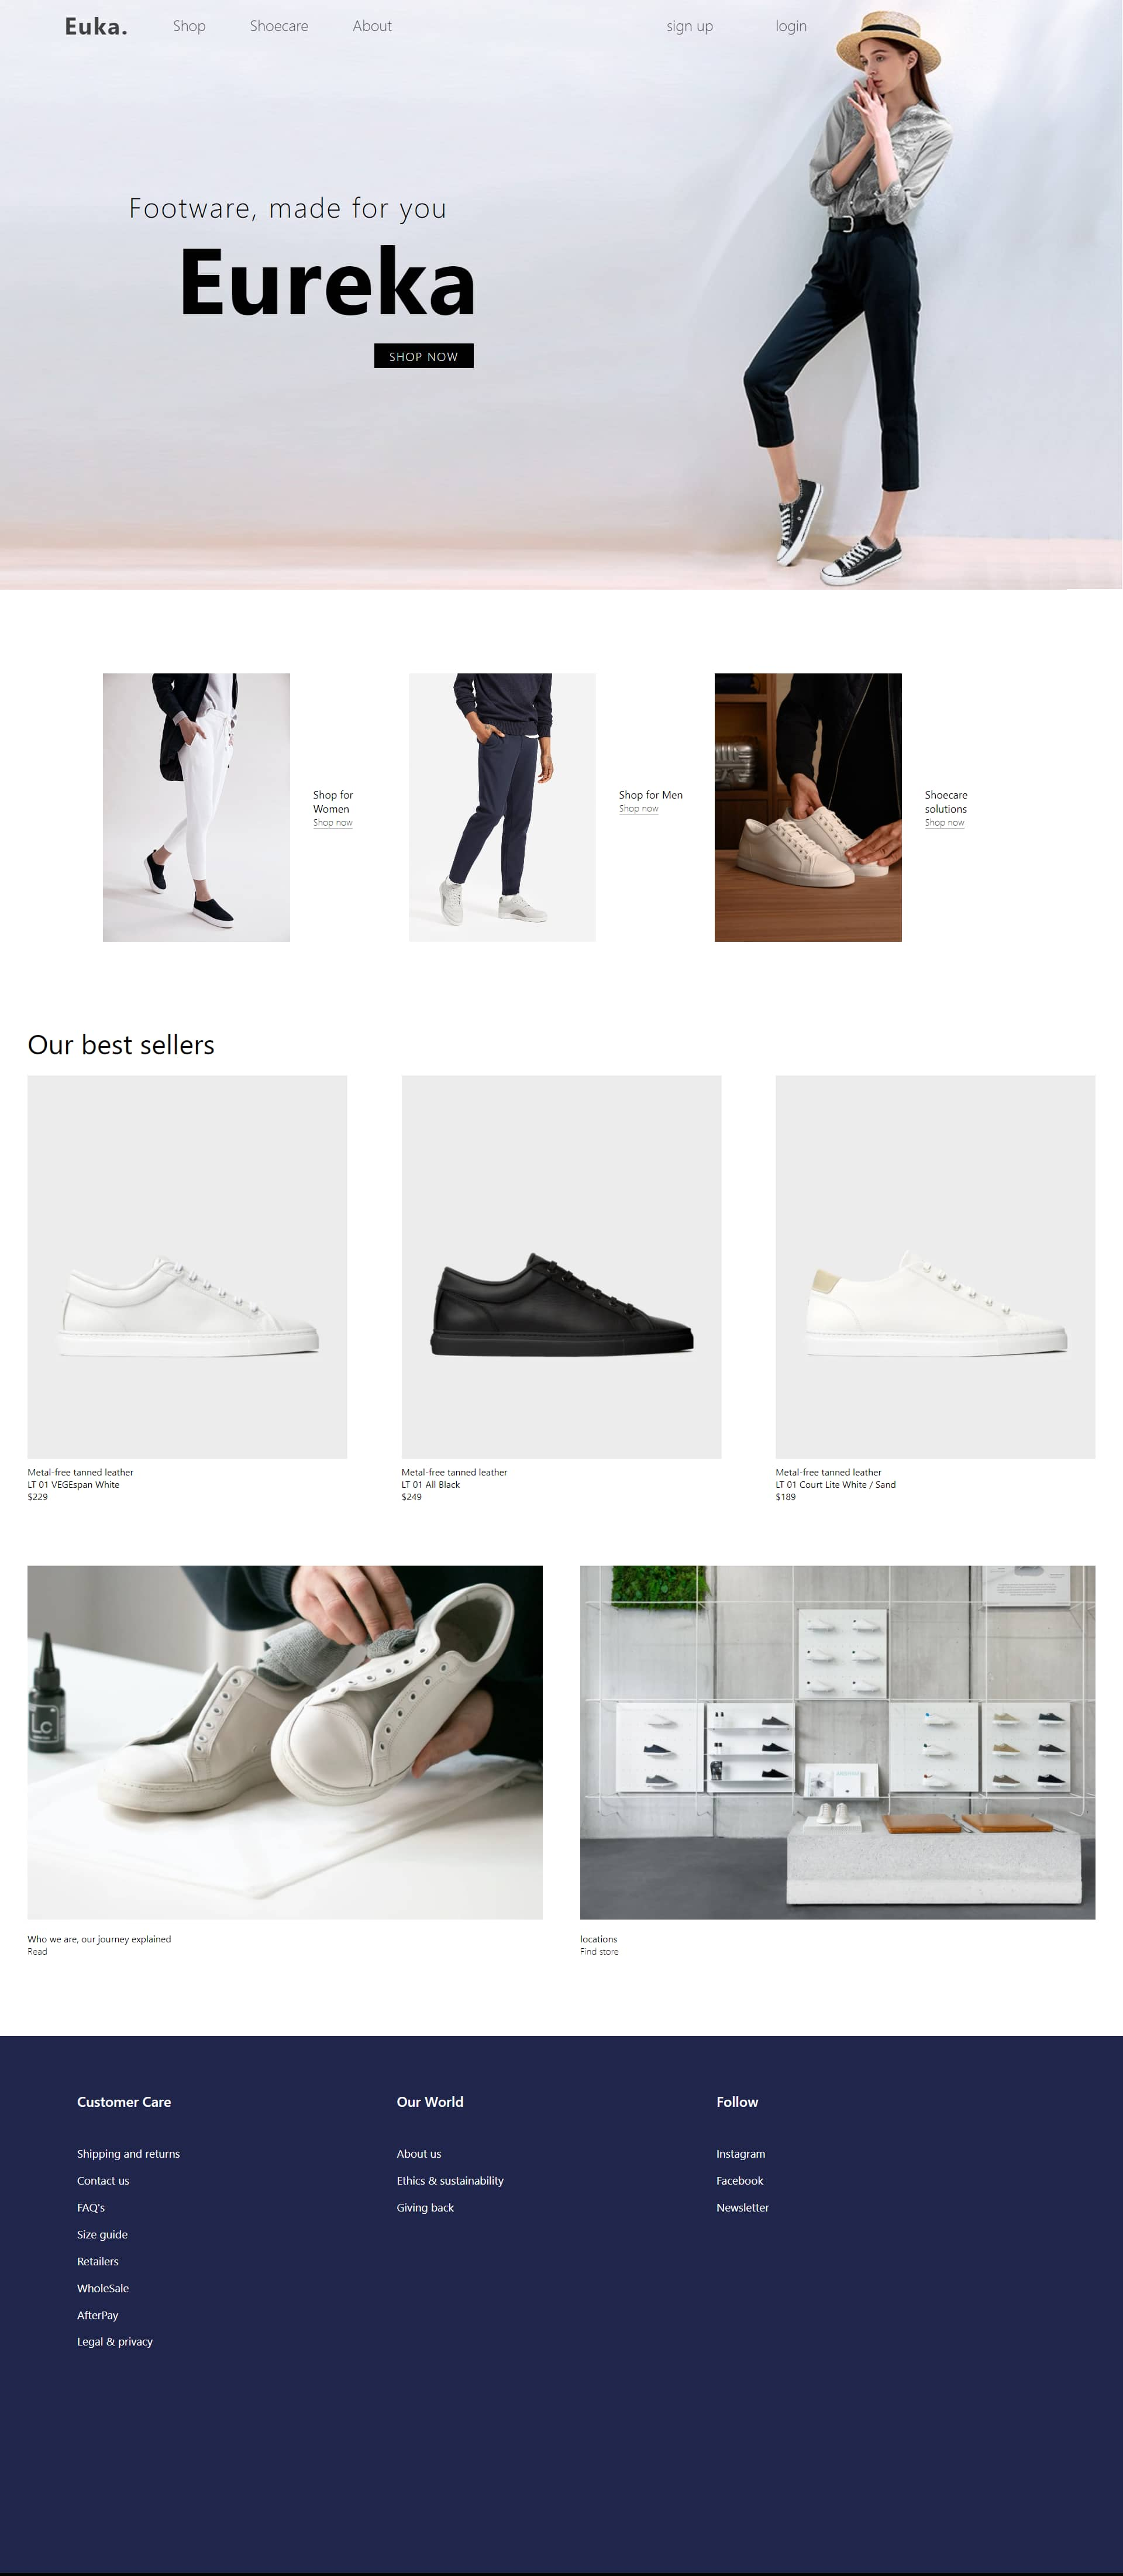 Euka. Shop Shoecare About sign up login
Footware, made for you
Eureka
SHOP NOW
Shop for
Women
Shop now
Shop for Men
Shop now
Shoecare
solutions
Shop now
Our best sellers
Metal-free tanned leather
LT 01 VEGEspan White
$229
Metal-free tanned leather
LT 01 All Black
$249
Metal-free tanned leather
LT 01 Court Lite White / Sand
$189
Lc
Who we are, our journey explained
Read
locations
Find store
Customer Care
Shipping and returns
Contact us
FAQ's
Size guide
Retailers
WholeSale
AfterPay
Legal & privacy
Our World
About us
Ethics & sustainability
Giving back
Follow
Instagram
Facebook
Newsletter